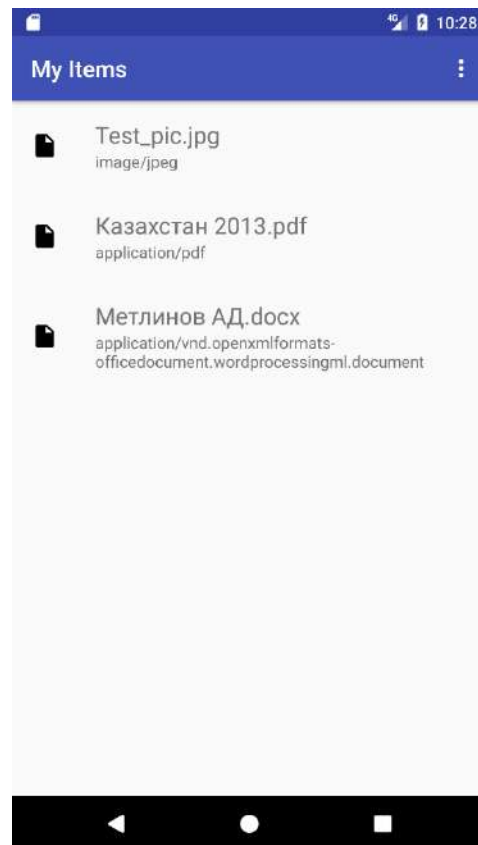 4G 10:28
My Items
Test_pic.jpg
image/jpeg
Казахстан 2013.pdf
application/pdf
Метлинов АД.docx
application/vnd.openxmlformats-
officedocument.wordprocessingml.document